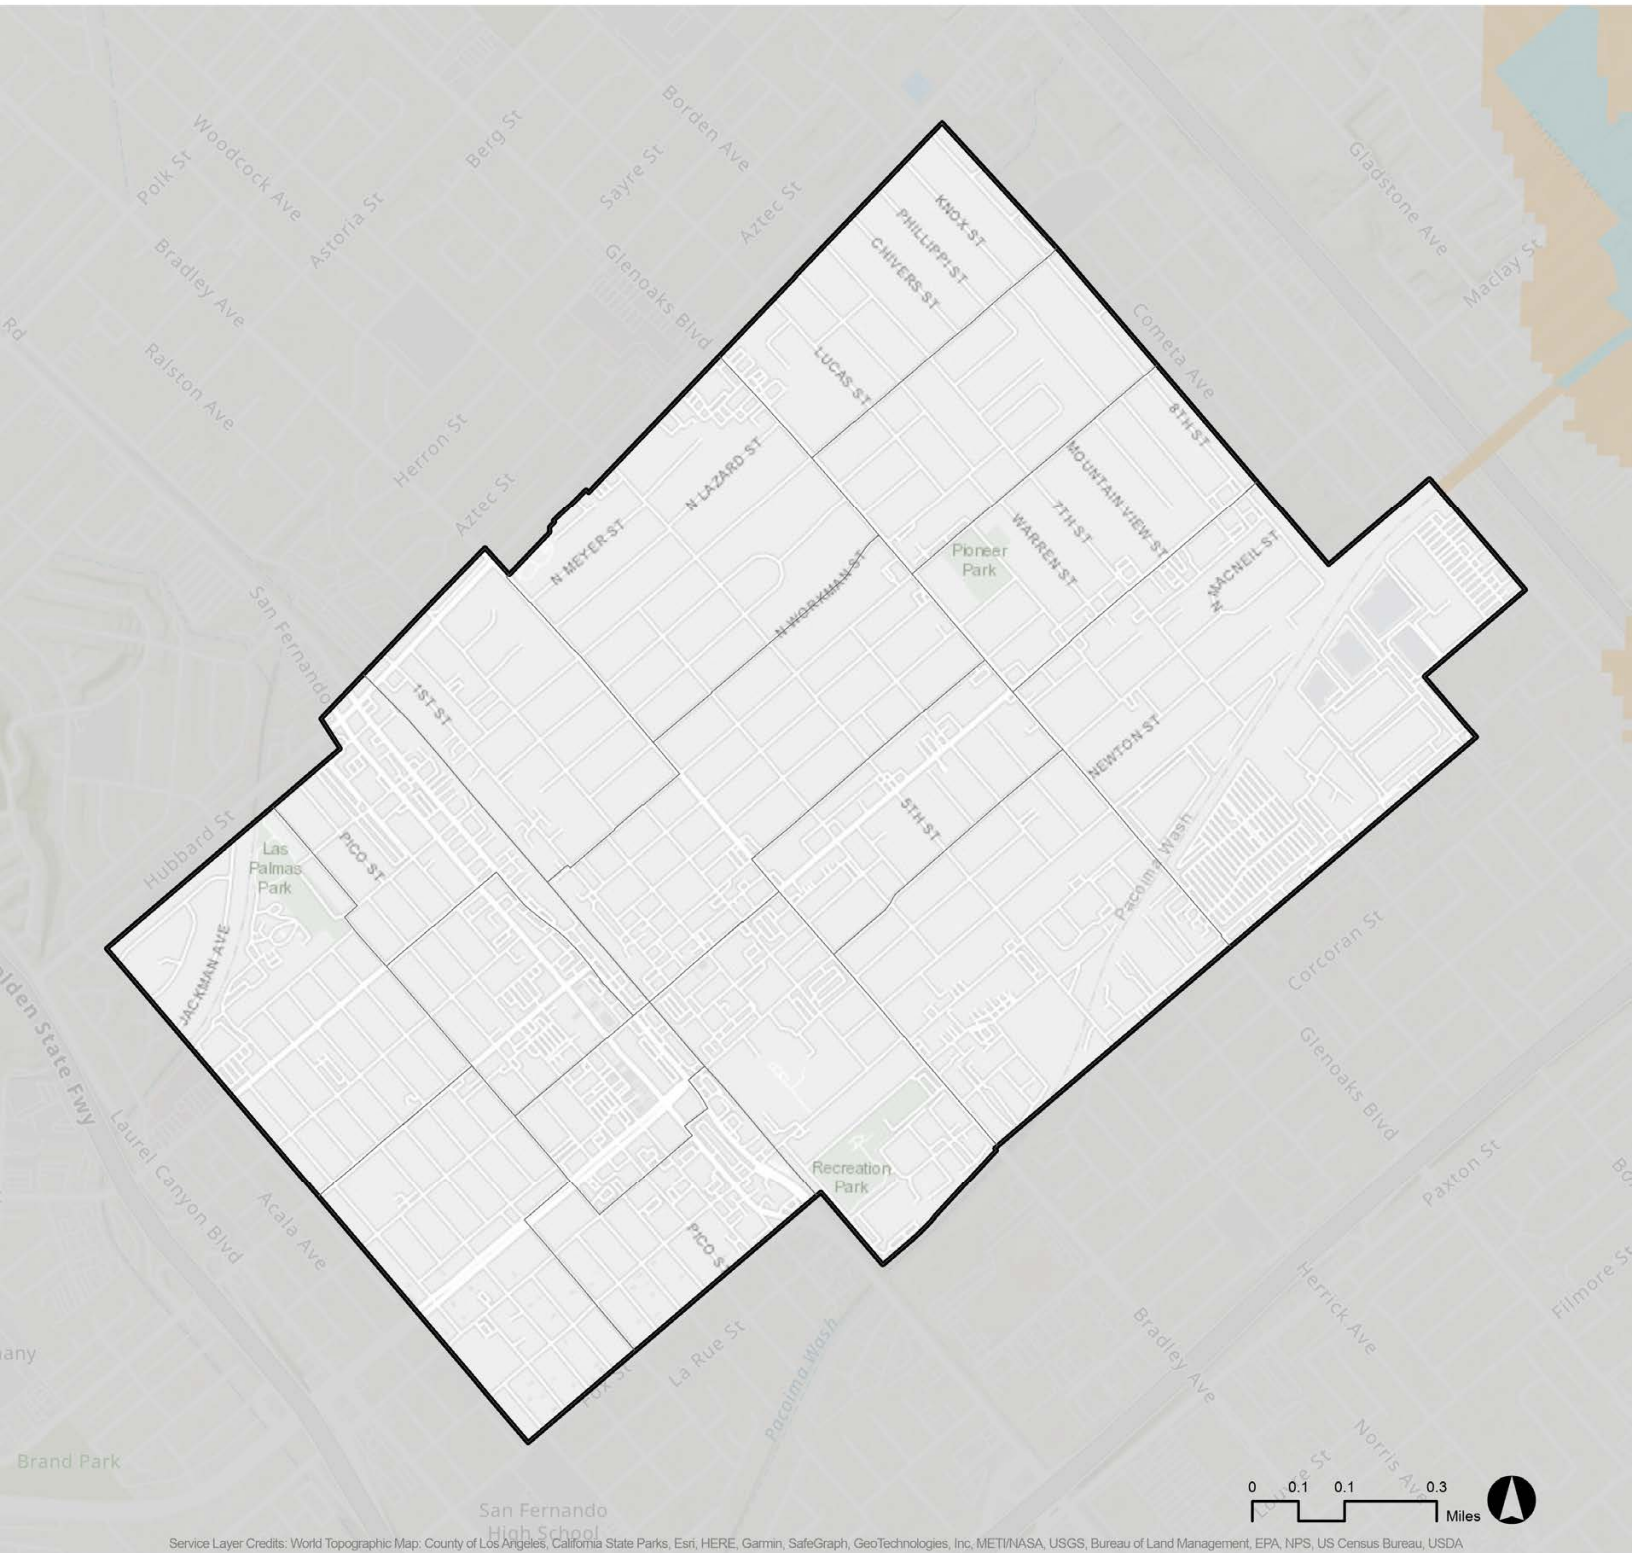 Borden Ave
Berg St
Woodcock Ave
Polk St
Sayre St
Gladstone Ave
Astoria St
Aztec St
KNOX ST
PHILLIPPI ST
CHIVERS ST
Maclay St
Bradley Ave
Glenoaks Blvd
Rd
Cometa Ave
Ralston Ave
LUCAS ST
8TH ST
Herron St
N LAZARD ST
MOUNTAIN VIEW ST
Aztec St
7TH ST
WARREN ST
N MEYER ST
Pioneer
Park
N MACNEIL ST
N WORKMAN ST
San Fernando
1ST ST
NEWTON ST
5TH ST
Hubbard St
PICO ST
Las
Palmas
Park
Pacoima Wash
JACKMAN AVE
Corcoran St
olden State Fwy
Glenoaks Blvd
Laurel Canyon Blvd
Acala Ave
Recreation
Park
Paxton St
PICO ST
Herrick Ave
Filmore St
La Rue St
Bradley Ave
Pacoima Wash
Brand Park
Norris Ave
San Fernando
High School
0 0.1 0.1 0.3
Miles
Service Layer Credits: World Topographic Map: County of Los Angeles, California State Parks, Esri, HERE, Garmin, SafeGraph, GeoTechnologies, Inc, METI/NASA, USGS, Bureau of Land Management, EPA, NPS, US Census Bureau, USDA